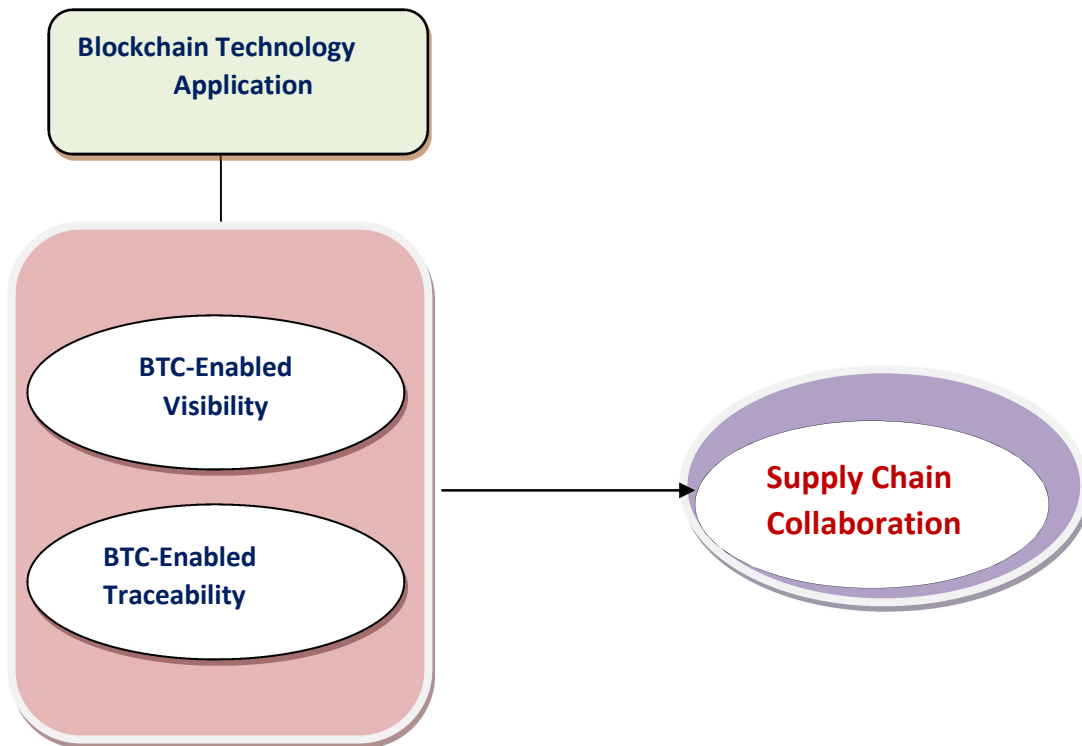 Blockchain Technology
Application
BTC-Enabled
Visibility
BTC-Enabled
Traceability
Supply Chain
Collaboration